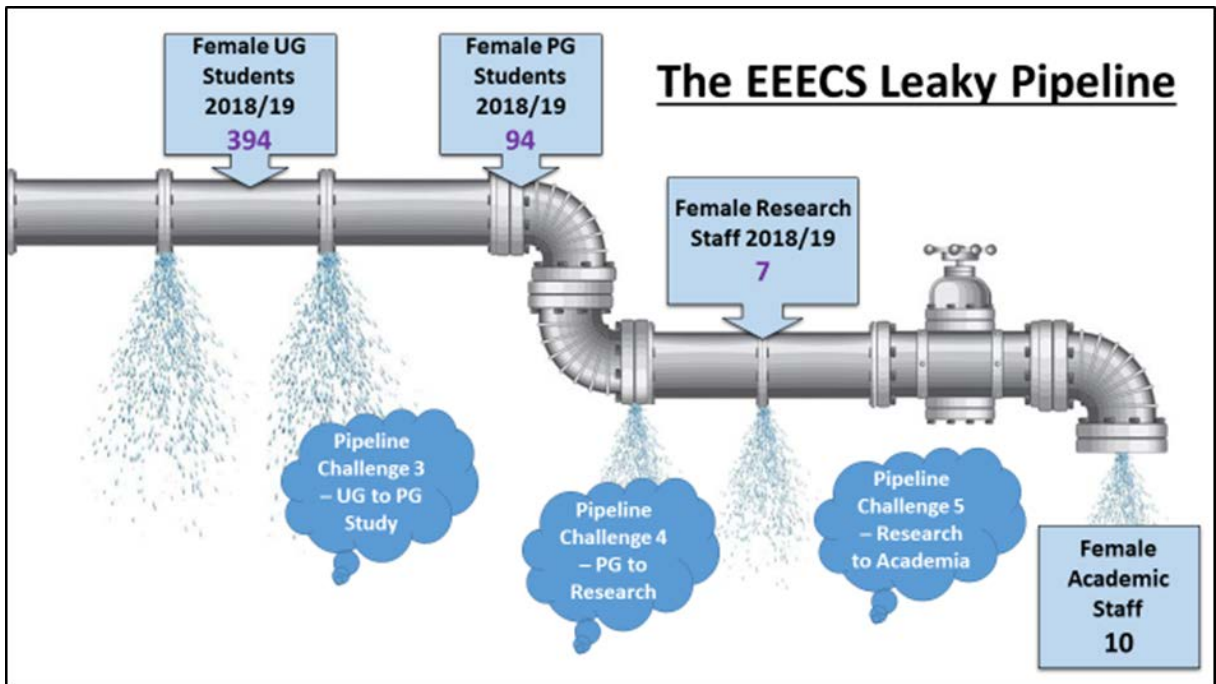 Female UG
Students
2018/19
394
Female PG
Students
2018/19
94
The EEECS Leaky Pipeline
Female Research
Staff 2018/19
7
Pipeline
Challenge 3
– UG to PG
Study
Pipeline
Challenge 4
– PG to
Research
Pipeline
Challenge 5
– Research
to Academia
Female
Academic
Staff
10